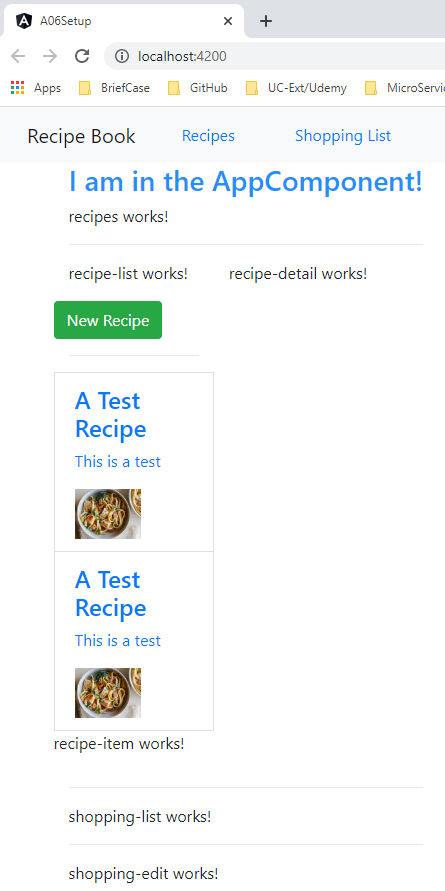 A06Setup
localhost:4200
Apps BriefCase GitHub UC-Ext/Udemy MicroServic
Recipe Book Recipes Shopping List
I am in the AppComponent!
recipes works!
recipe-list works! recipe-detail works!
New Recipe
A Test
Recipe
This is a test
A Test
Recipe
This is a test
recipe-item works!
shopping-list works!
shopping-edit works!